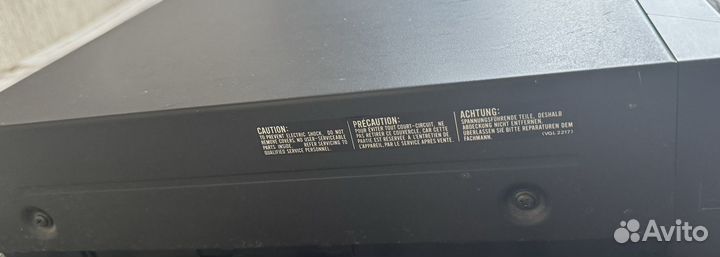 CAUTION:
TO PREVENT ELECTRIC SHOCK DO NOT
REMOVE COVERS. NO USER-SERVICEABLE
PARTS INSIDE REFER SERVICING TO
QUALIFIED SERVICE PERSONNEL.
PRÉCAUTION:
POUR ÉVITER TOUT COURT-CIRCUIT, NE
PAS RETIRER CE COUVERCLE, CAR CETTE
PARTIE EST RÉSERVÉE À L'ENTRETIEN DE
L'APPAREIL, PAR LE SERVICE APRÈS VENTE.
ACHTUNG:
SPANNUNGSFÜHRENDE TEILE, DESHALB
ABDECKUNG NICHT ENTFERNEN.
ÜBERLASSEN SIE BITTE REPARATUREN DEM
FACHMANN. (VQL 2217)
Avito